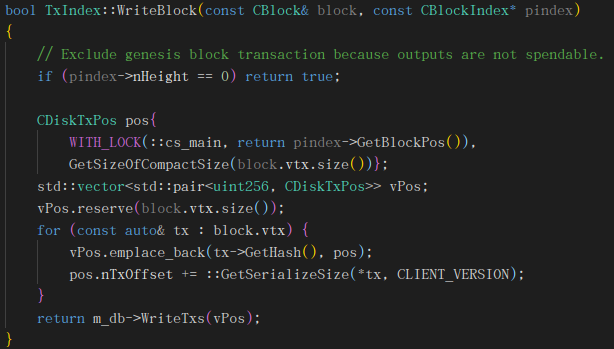 bool TxIndex::WriteBlock(const CBlock& block, const CBlockIndex* pindex)
{
    // Exclude genesis block transaction because outputs are not spendable.
    if (pindex->nHeight == 0) return true;

    CDiskTxPos pos{
        WITH_LOCK(::cs_main, return pindex->GetBlockPos()),
        GetSizeOfCompactSize(block.vtx.size())};
    std::vector<std::pair<uint256, CDiskTxPos>> vPos;
    vPos.reserve(block.vtx.size());
    for (const auto& tx : block.vtx) {
        vPos.emplace_back(tx->GetHash(), pos);
        pos.nTxOffset += ::GetSerializeSize(*tx, CLIENT_VERSION);
    }
    return m_db->WriteTxs(vPos);
}